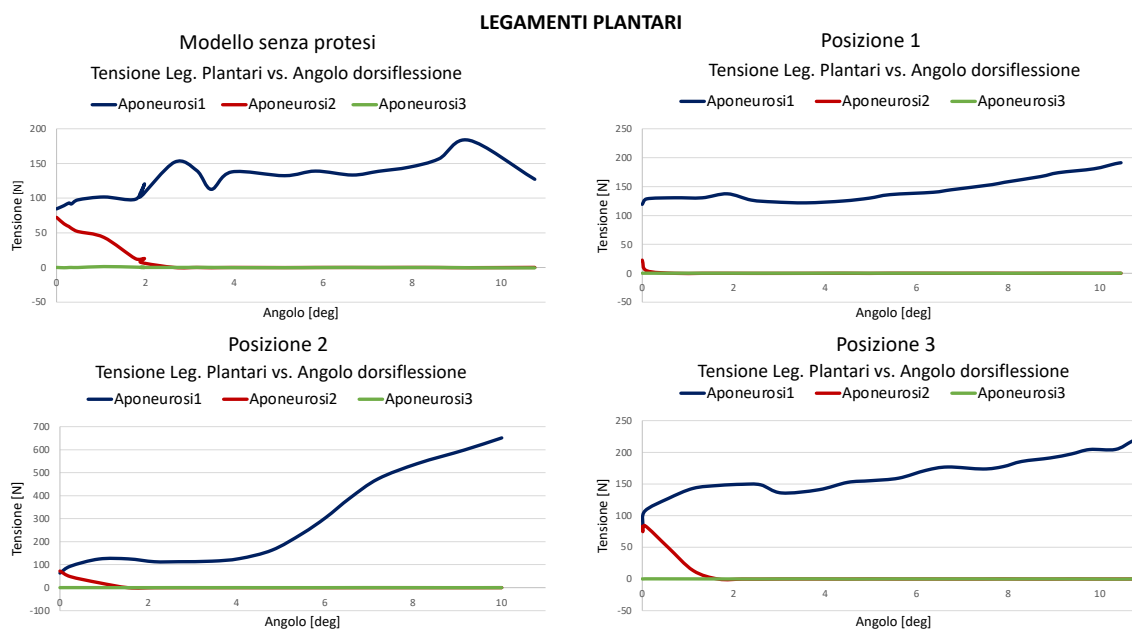 LEGAMENTI PLANTARI
Modello senza protesi
Tensione Leg. Plantari vs. Angolo dorsiflessione
Aponeurosi1 Aponeurosi2 Aponeurosi3
Tensione [N]
200
150
100
50
0
-50
0 2 4 6 8 10
Angolo [deg]
Posizione 1
Tensione Leg. Plantari vs. Angolo dorsiflessione
Aponeurosi1 Aponeurosi2 Aponeurosi3
Tensione [N]
250
200
150
100
50
0
-50
0 2 4 6 8 10
Angolo [deg]
Posizione 2
Tensione Leg. Plantari vs. Angolo dorsiflessione
Aponeurosi1 Aponeurosi2 Aponeurosi3
Tensione [N]
700
600
500
400
300
200
100
0
-100
0 2 4 6 8 10
Angolo [deg]
Posizione 3
Tensione Leg. Plantari vs. Angolo dorsiflessione
Aponeurosi1 Aponeurosi2 Aponeurosi3
Tensione [N]
250
200
150
100
50
0
-50
0 2 4 6 8 10
Angolo [deg]